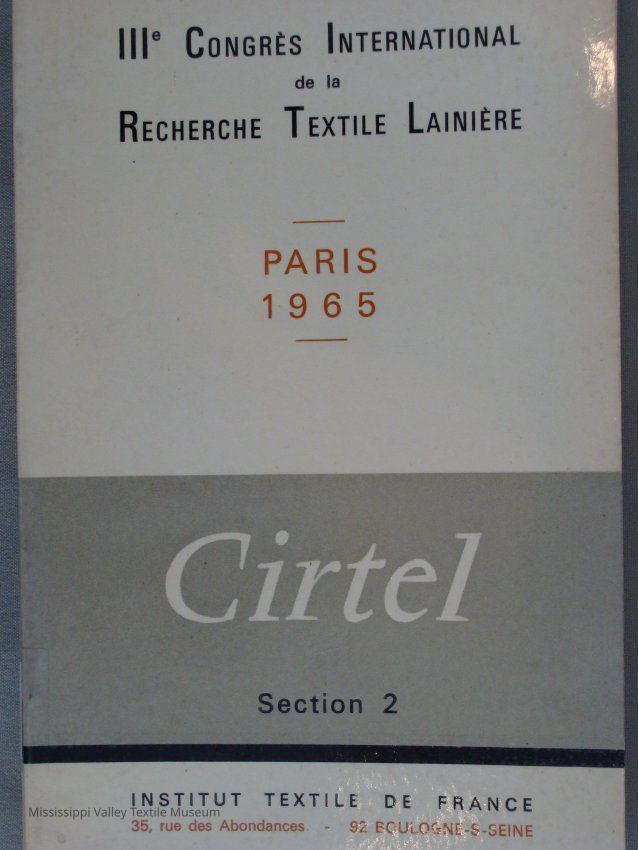 IIIe CONGRÈS INTERNATIONAL
de la
RECHERCHE TEXTILE LAINIÈRE
PARIS
1965
Cirtel
Section 2
INSTITUT TEXTILE DE FRANCE
Mississippi Valley Textile Museum
35, rue des Abondances - 92 BOULOGNE-S-SEINE